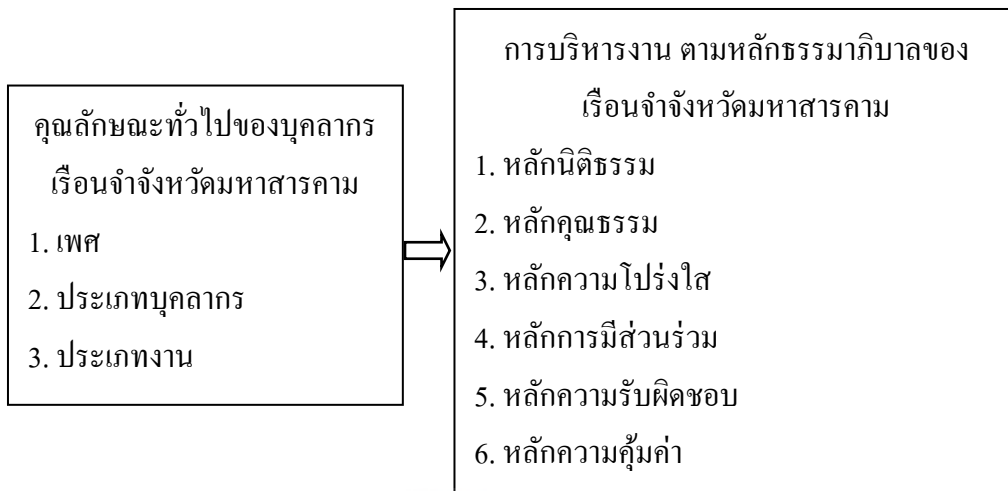 คุณลักษณะทั่วไปของบุคลากร
เรือนจำจังหวัดมหาสารคาม
1. เพศ
2. ประเภทบุคลากร
3. ประเภทงาน
การบริหารงาน ตามหลักธรรมาภิบาลของ
เรือนจำจังหวัดมหาสารคาม
1. หลักนิติธรรม
2. หลักคุณธรรม
3. หลักความโปร่งใส
4. หลักการมีส่วนร่วม
5. หลักความรับผิดชอบ
6. หลักความคุ้มค่า